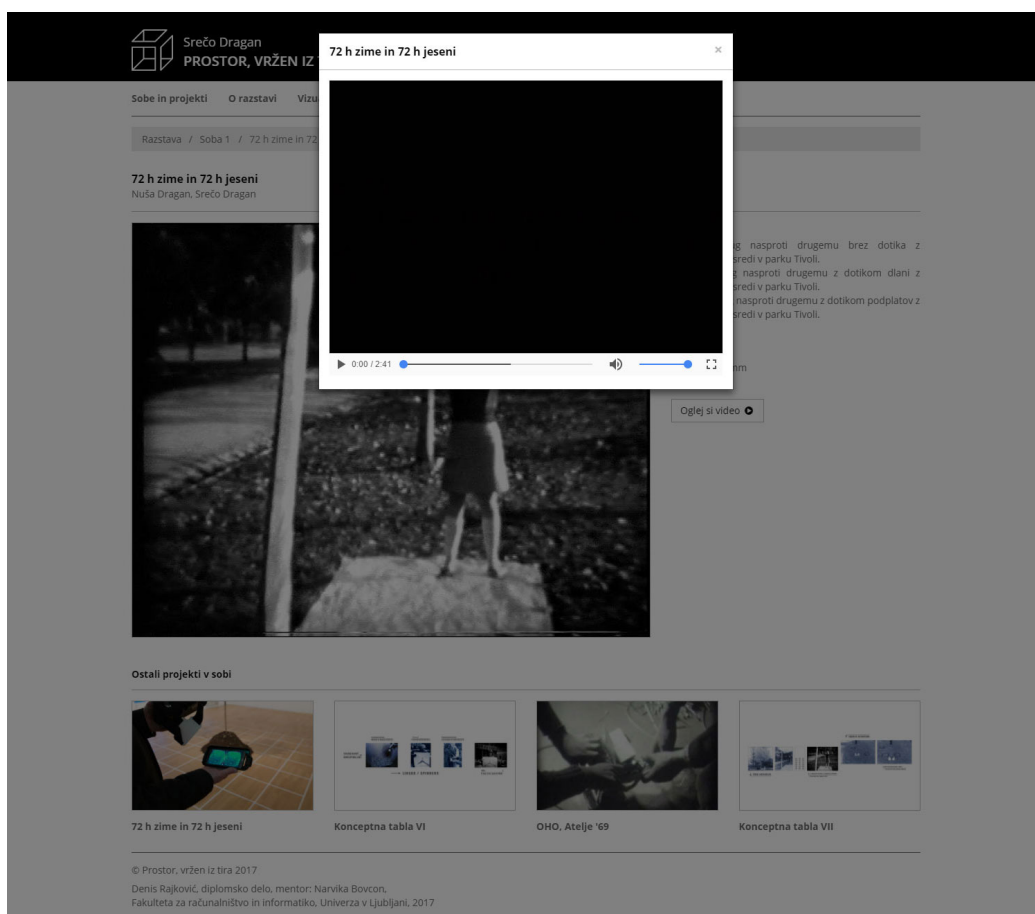 Srečo Dragan
PROSTOR, VRŽEN IZ
72 h zime in 72 h jeseni
×
Sobe in projekti O razstavi
Razstava / Soba 1 / 72 h zime in 72
72 h zime in 72 h jeseni
Nuša Dragan, Srečo Dragan
nasproti drugemu brez dotika z
sredi v parku Tivoli.
nasproti drugemu z dotikom dlani z
sredi v parku Tivoli.
nasproti drugemu z dotikom podplatov z
sredi v parku Tivoli.
0:00 / 2:41
Oglej si video
Ostali projekti v sobi
72 h zime in 72 h jeseni
Konceptna tabla VI
OHO, Atelje '69
Konceptna tabla VII
© Prostor, vržen iz tira 2017
Denis Rajković, diplomsko delo, mentor: Narvika Bovcon,
Fakulteta za računalništvo in informatiko, Univerza v Ljubljani, 2017